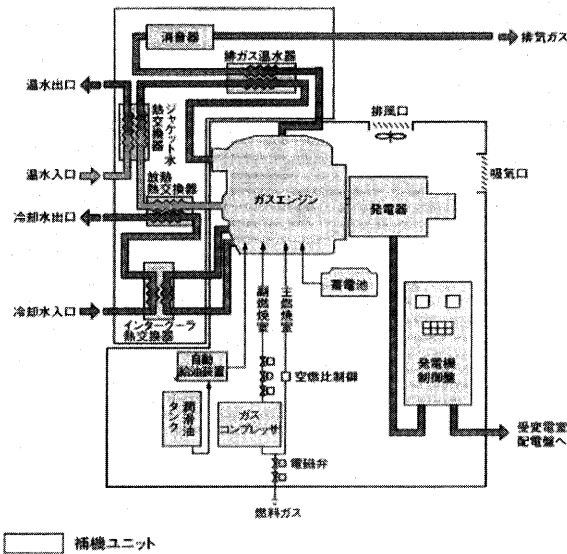 消音器
排気ガス
排ガス温水器
温水出口
ジャケット水
熱交換器
排風口
温水入口
吸気口
放熱
熱交換器
ガスエンジン
発電器
冷却水出口
蓄電池
副燃焼室
主燃焼室
冷却水入口
インタークーラ
熱交換器
発電機
制御盤
自動
給油装置
空燃比制御
潤滑油
タンク
ガス
コンプレッサ
受変電室
配電盤へ
電磁弁
燃料ガス
補機ユニット